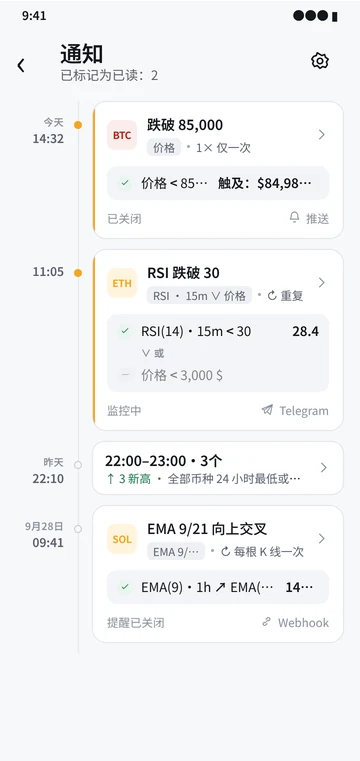 9:41
通知
已标记为已读：2
今天
14:32
BTC
跌破 85,000
价格 • 1× 仅一次
价格 < 85… 触及：$84,98…
已关闭
推送
11:05
ETH
RSI 跌破 30
RSI • 15m ∨ 价格 • 重复
RSI(14) • 15m < 30 28.4
∨ 或
价格 < 3,000 $
监控中
Telegram
昨天
22:10
22:00–23:00 • 3个
↑ 3 新高 • 全部币种 24 小时最低或…
9月28日
09:41
SOL
EMA 9/21 向上交叉
EMA 9/… • 每根 K 线一次
EMA(9) • 1h ↗ EMA(… 14…
提醒已关闭
Webhook